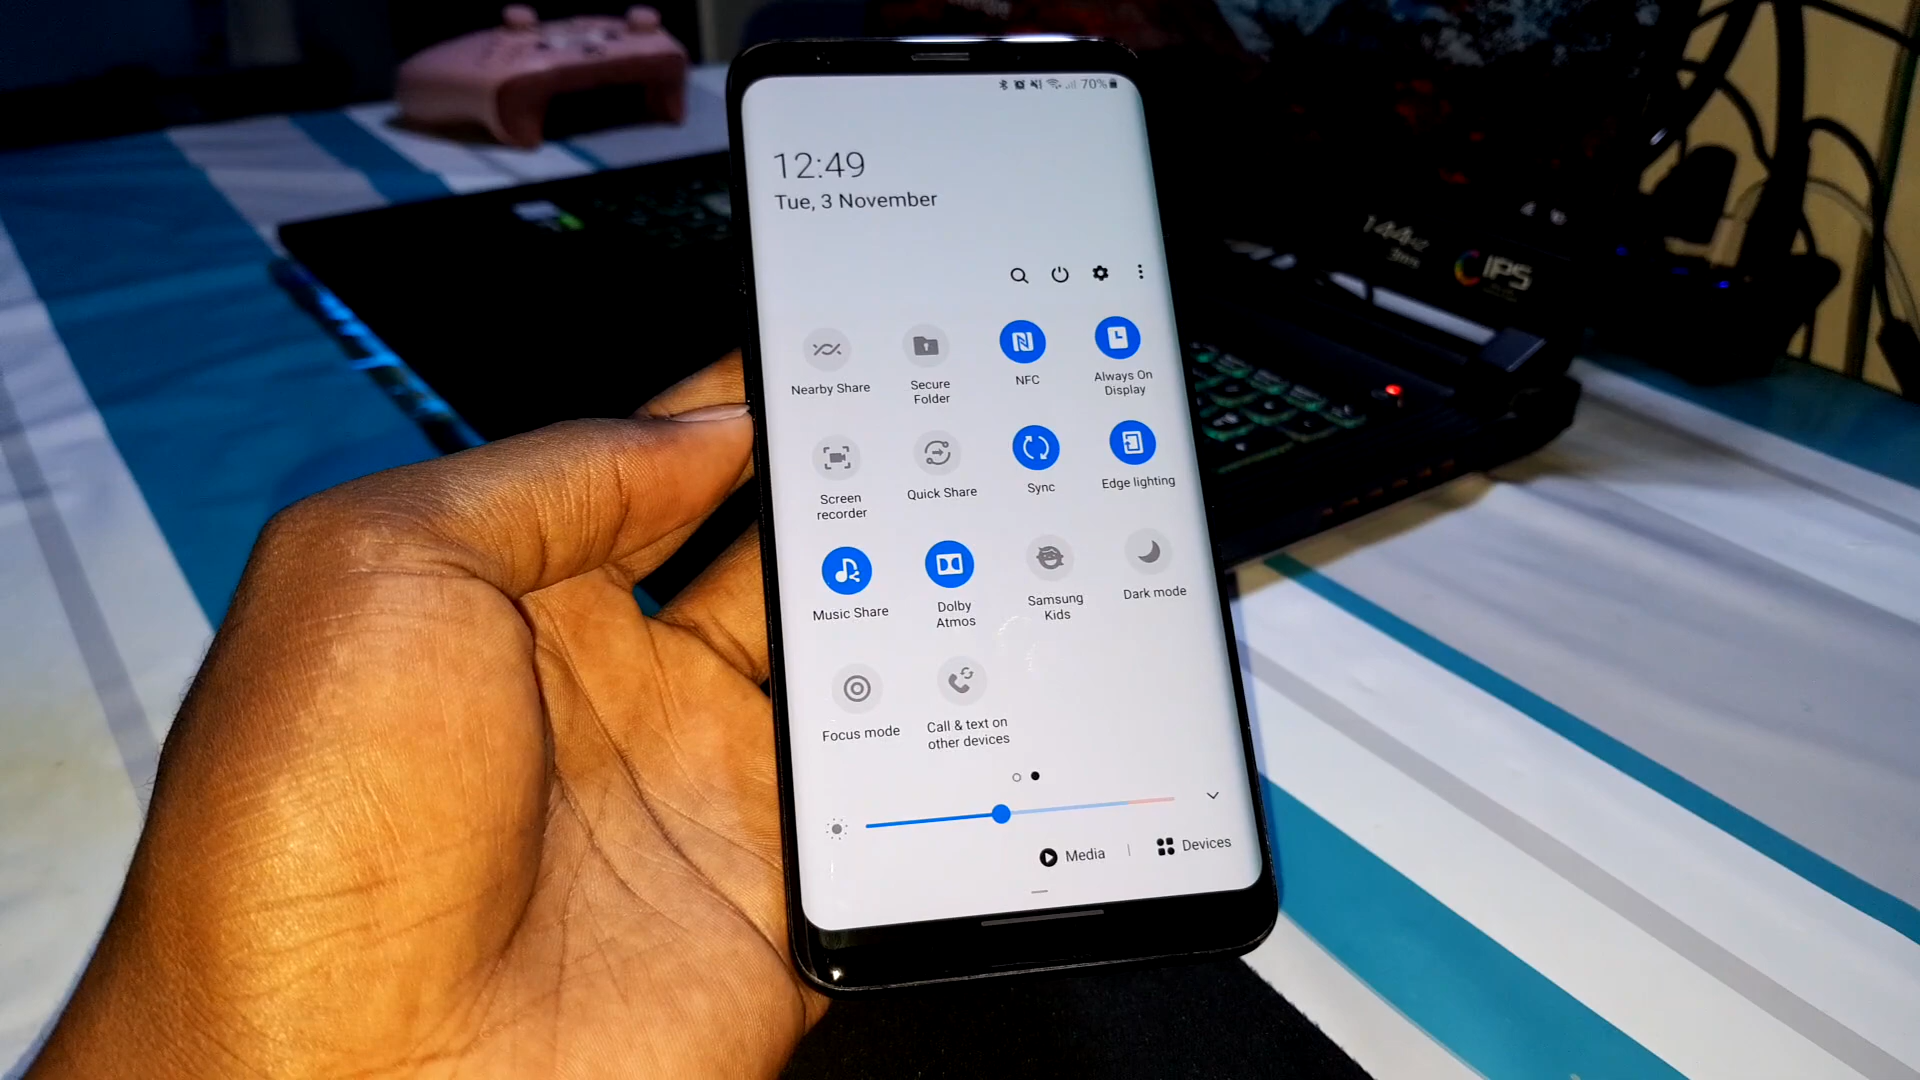 70%
12:49
Tue, 3 November
Nearby Share
Secure
Folder
NFC
Always On
Display
Screen
recorder
Quick Share
Sync
Edge lighting
Music Share
Dolby
Atmos
Samsung
Kids
Dark mode
Focus mode
Call & text on
other devices
Media
Devices
144Hz
3ms
IPS